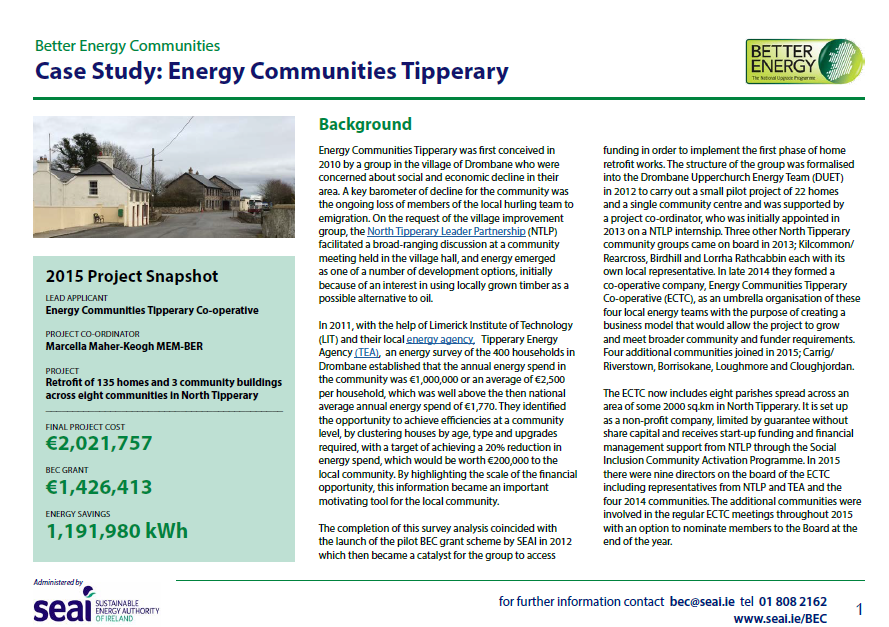 Better Energy Communities
Case Study: Energy Communities Tipperary
BETTER
ENERGY
The National Upgrade Programme
2015 Project Snapshot
LEAD APPLICANT
Energy Communities Tipperary Co-operative
PROJECT CO-ORDINATOR
Marcella Maher-Keogh MEM-BER
PROJECT
Retrofit of 135 homes and 3 community buildings
across eight communities in North Tipperary
FINAL PROJECT COST
€2,021,757
BEC GRANT
€1,426,413
ENERGY SAVINGS
1,191,980 kWh
Background
Energy Communities Tipperary was first conceived in
2010 by a group in the village of Drombane who were
concerned about social and economic decline in their
area. A key barometer of decline for the community was
the ongoing loss of members of the local hurling team to
emigration. On the request of the village improvement
group, the North Tipperary Leader Partnership (NTLP)
facilitated a broad-ranging discussion at a community
meeting held in the village hall, and energy emerged
as one of a number of development options, initially
because of an interest in using locally grown timber as a
possible alternative to oil.
In 2011, with the help of Limerick Institute of Technology
(LIT) and their local energy agency, Tipperary Energy
Agency (TEA), an energy survey of the 400 households in
Drombane established that the annual energy spend in
the community was €1,000,000 or an average of €2,500
per household, which was well above the then national
average annual energy spend of €1,770. They identified
the opportunity to achieve efficiencies at a community
level, by clustering houses by age, type and upgrades
required, with a target of achieving a 20% reduction in
energy spend, which would be worth €200,000 to the
local community. By highlighting the scale of the financial
opportunity, this information became an important
motivating tool for the local community.
The completion of this survey analysis coincided with
the launch of the pilot BEC grant scheme by SEAI in 2012
which then became a catalyst for the group to access
funding in order to implement the first phase of home
retrofit works. The structure of the group was formalised
into the Drombane Upperchurch Energy Team (DUET)
in 2012 to carry out a small pilot project of 22 homes
and a single community centre and was supported by
a project co-ordinator, who was initially appointed in
2013 on a NTLP internship. Three other North Tipperary
community groups came on board in 2013; Kilcommon/
Rearcross, Birdhill and Lorrha Rathcabbin each with its
own local representative. In late 2014 they formed a
co-operative company, Energy Communities Tipperary
Co-operative (ECTC), as an umbrella organisation of these
four local energy teams with the purpose of creating a
business model that would allow the project to grow
and meet broader community and funder requirements.
Four additional communities joined in 2015; Carrig/
Riverstown, Borrisokane, Loughmore and Cloughjordan.
The ECTC now includes eight parishes spread across an
area of some 2000 sq.km in North Tipperary. It is set up
as a non-profit company, limited by guarantee without
share capital and receives start-up funding and financial
management support from NTLP through the Social
Inclusion Community Activation Programme. In 2015
there were nine directors on the board of the ECTC
including representatives from NTLP and TEA and the
four 2014 communities. The additional communities were
involved in the regular ECTC meetings throughout 2015
with an option to nominate members to the Board at the
end of the year.
Administered by
seai
SUSTAINABLE
ENERGY AUTHORITY
OF IRELAND
for further information contact bec@seai.ie tel 01 808 2162
www.seai.ie/BEC
1